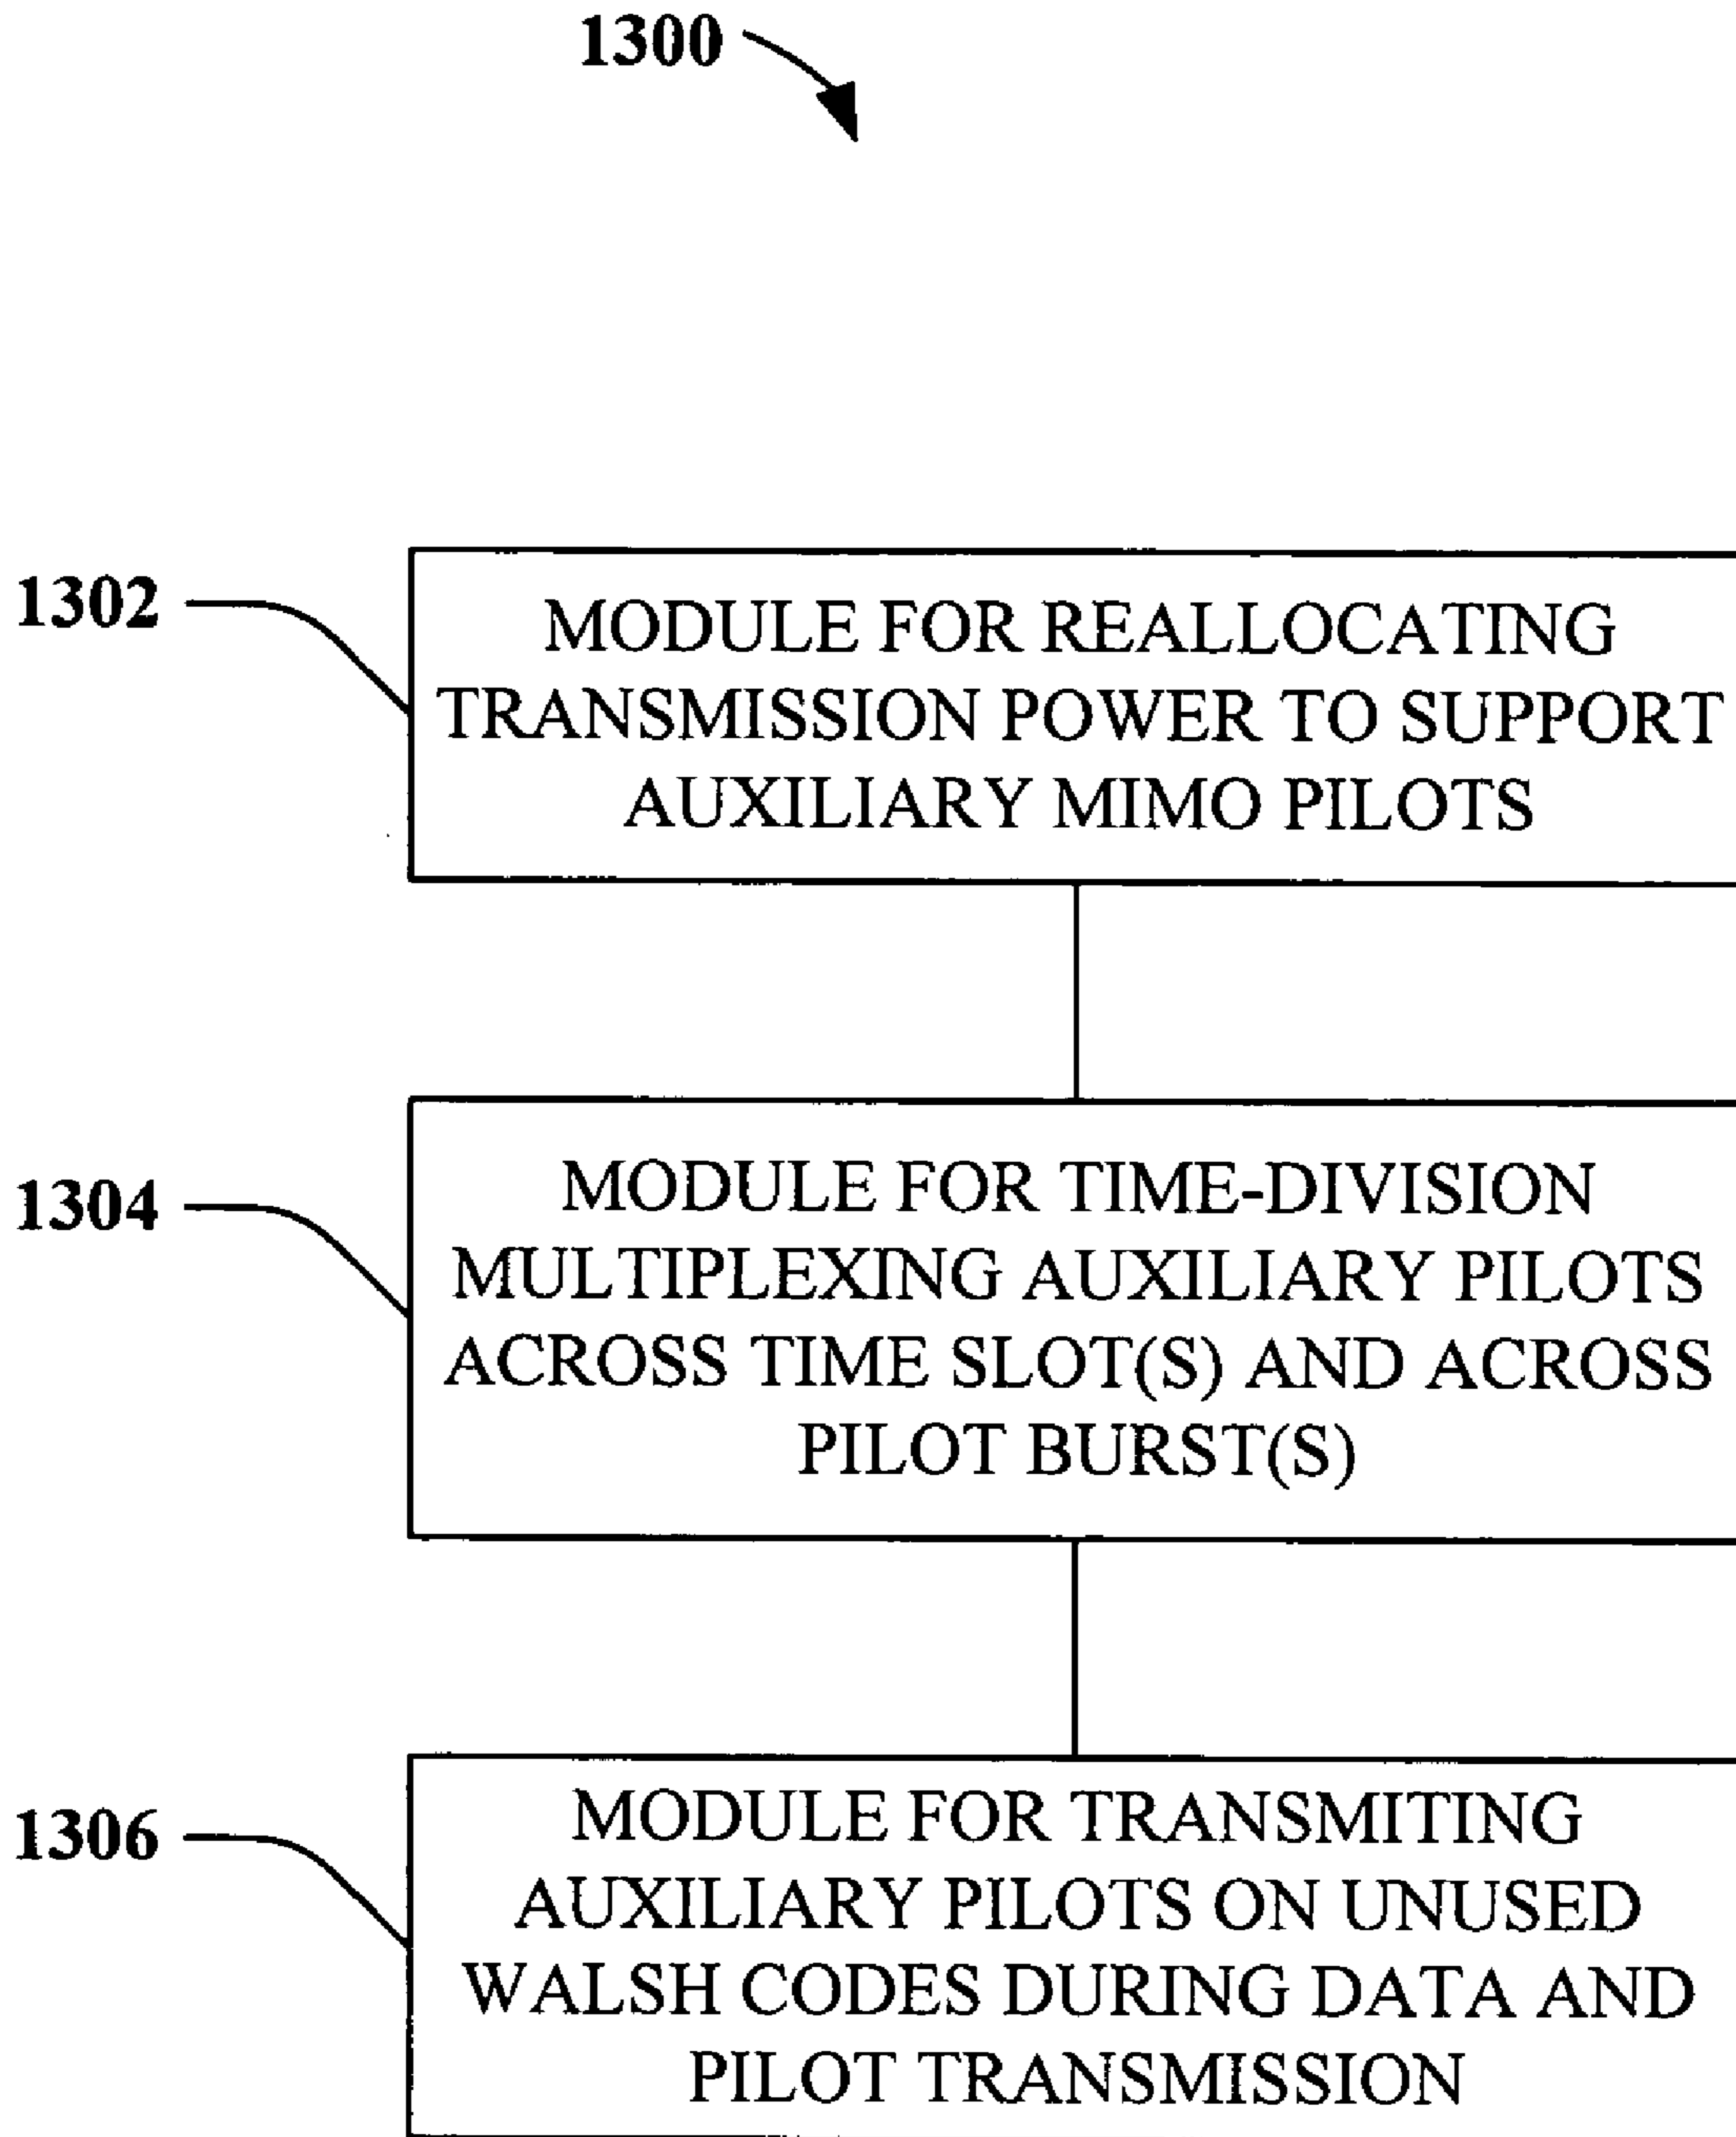 1300
1302
MODULE FOR REALLOCATING
TRANSMISSION POWER TO SUPPORT
AUXILIARY MIMO PILOTS
1304
MODULE FOR TIME-DIVISION
MULTIPLEXING AUXILIARY PILOTS
ACROSS TIME SLOT(S) AND ACROSS
PILOT BURST(S)
1306
MODULE FOR TRANSMITING
AUXILIARY PILOTS ON UNUSED
WALSH CODES DURING DATA AND
PILOT TRANSMISSION